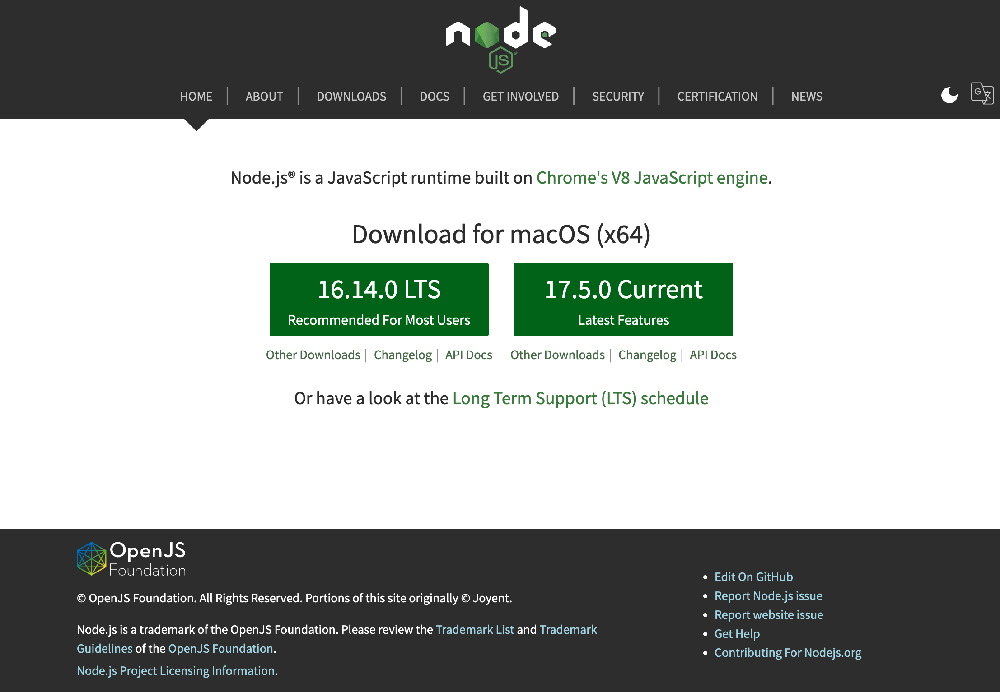 node
JS®
HOME | ABOUT | DOWNLOADS | DOCS | GET INVOLVED | SECURITY | CERTIFICATION | NEWS
G 文
Node.js® is a JavaScript runtime built on Chrome's V8 JavaScript engine.
Download for macOS (x64)
16.14.0 LTS
Recommended For Most Users
Other Downloads | Changelog | API Docs
17.5.0 Current
Latest Features
Other Downloads | Changelog | API Docs
Or have a look at the Long Term Support (LTS) schedule
OpenJS
Foundation
© OpenJS Foundation. All Rights Reserved. Portions of this site originally © Joyent.
Node.js is a trademark of the OpenJS Foundation. Please review the Trademark List and Trademark
Guidelines of the OpenJS Foundation.
Node.js Project Licensing Information.
• Edit On GitHub
• Report Node.js issue
• Report website issue
• Get Help
• Contributing For Nodejs.org